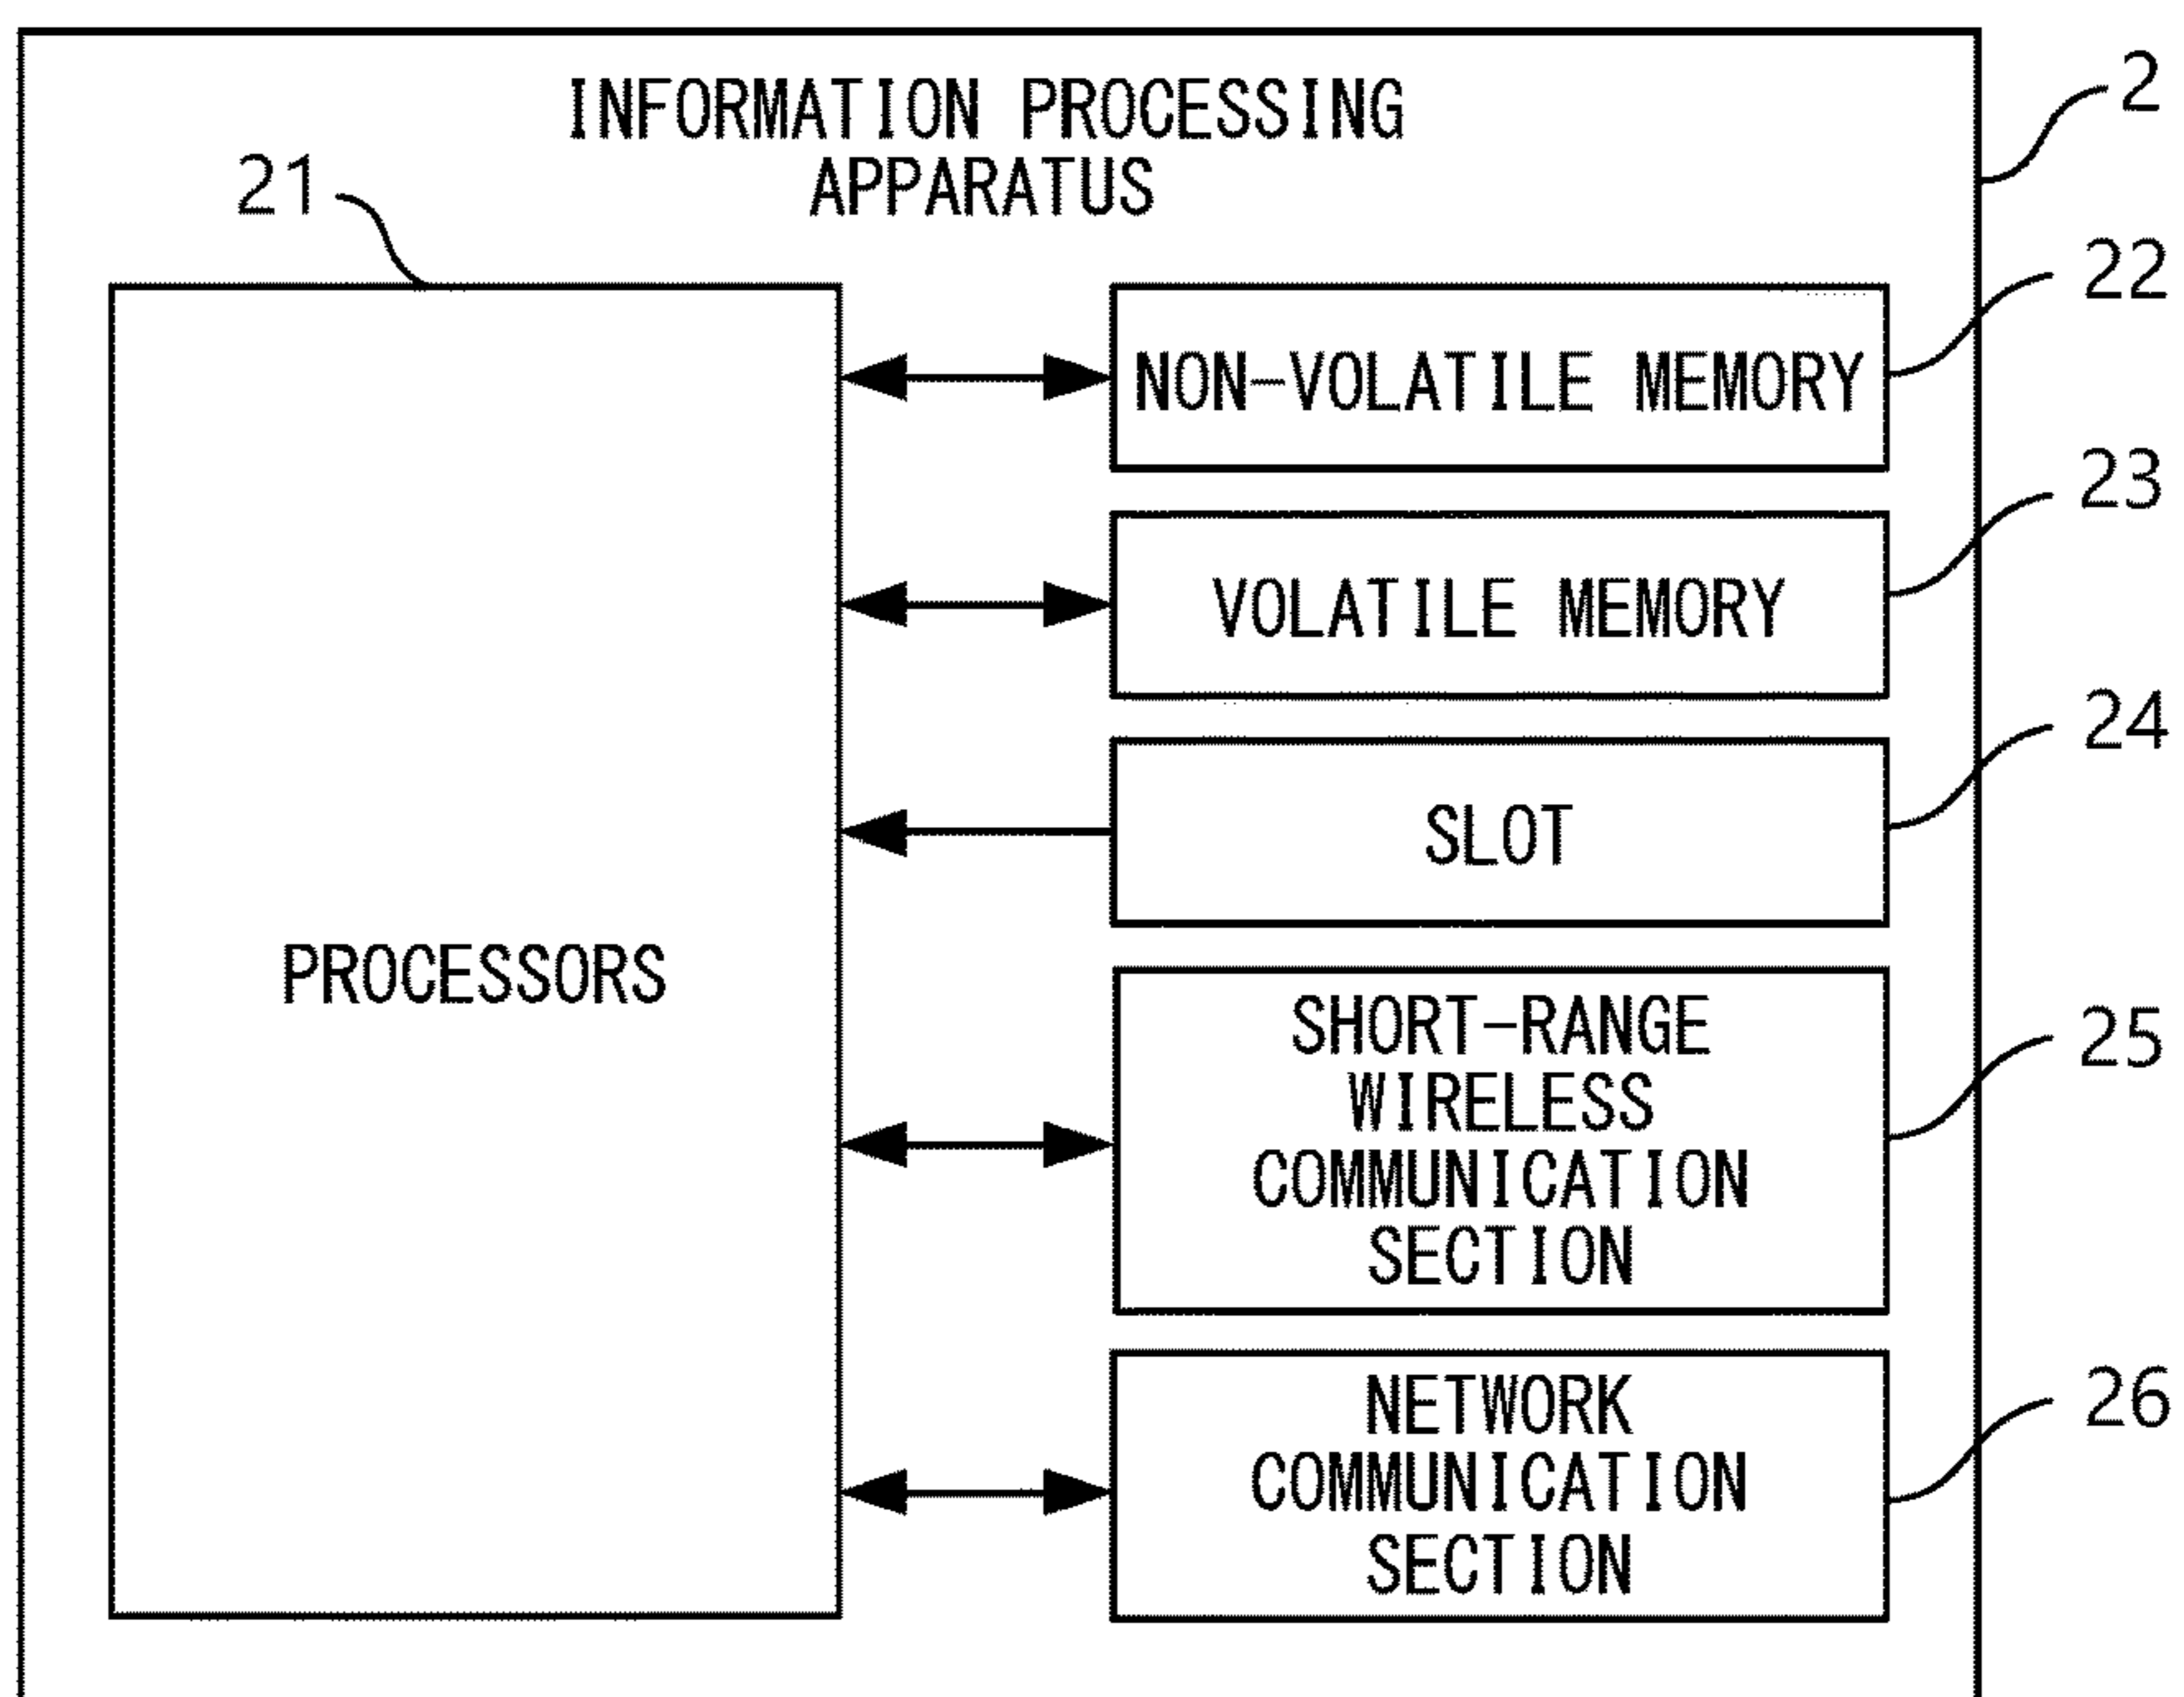 INFORMATION PROCESSING
APPARATUS
2
21
22
NON-VOLATILE MEMORY
23
VOLATILE MEMORY
24
SLOT
PROCESSORS
25
SHORT-RANGE
WIRELESS
COMMUNICATION
SECTION
26
NETWORK
COMMUNICATION
SECTION